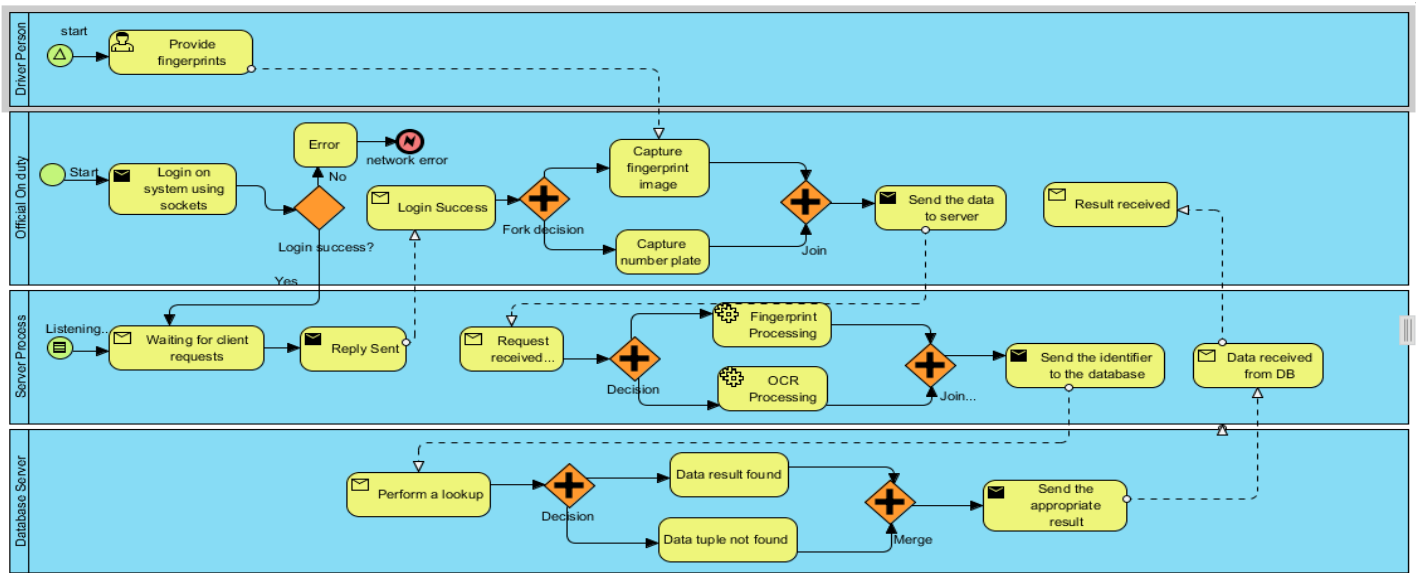 Driver Person
start
Provide
fingerprints
Official On duty
Start
Login on
system using
sockets
Error
network error
No
Login success?
Yes
Login Success
Fork decision
Capture
fingerprint
image
Capture
number plate
Join
Send the data
to server
Result received
Server Process
Listening...
Waiting for client
requests
Reply Sent
Request
received...
Decision
Fingerprint
Processing
OCR
Processing
Join...
Send the identifier
to the database
Data received
from DB
Database Server
Perform a lookup
Decision
Data result found
Data tuple not found
Merge
Send the
appropriate
result